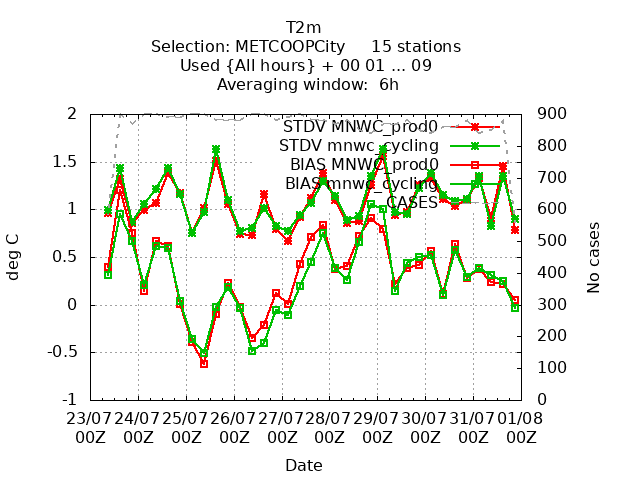 T2m
Selection: METCOOPCity     15 stations
Used {All hours} + 00 01 ... 09
Averaging window:  6h
STDV MNWC_prod0
STDV mnwc_cycling
BIAS MNWC_prod0
BIAS mnwc_cycling
CASES
2
1.5
1
0.5
0
-0.5
-1
deg C
900
800
700
600
500
400
300
200
100
0
No cases
23/07 24/07 25/07 26/07 27/07 28/07 29/07 30/07 31/07 01/08
00Z 00Z 00Z 00Z 00Z 00Z 00Z 00Z 00Z 00Z
Date